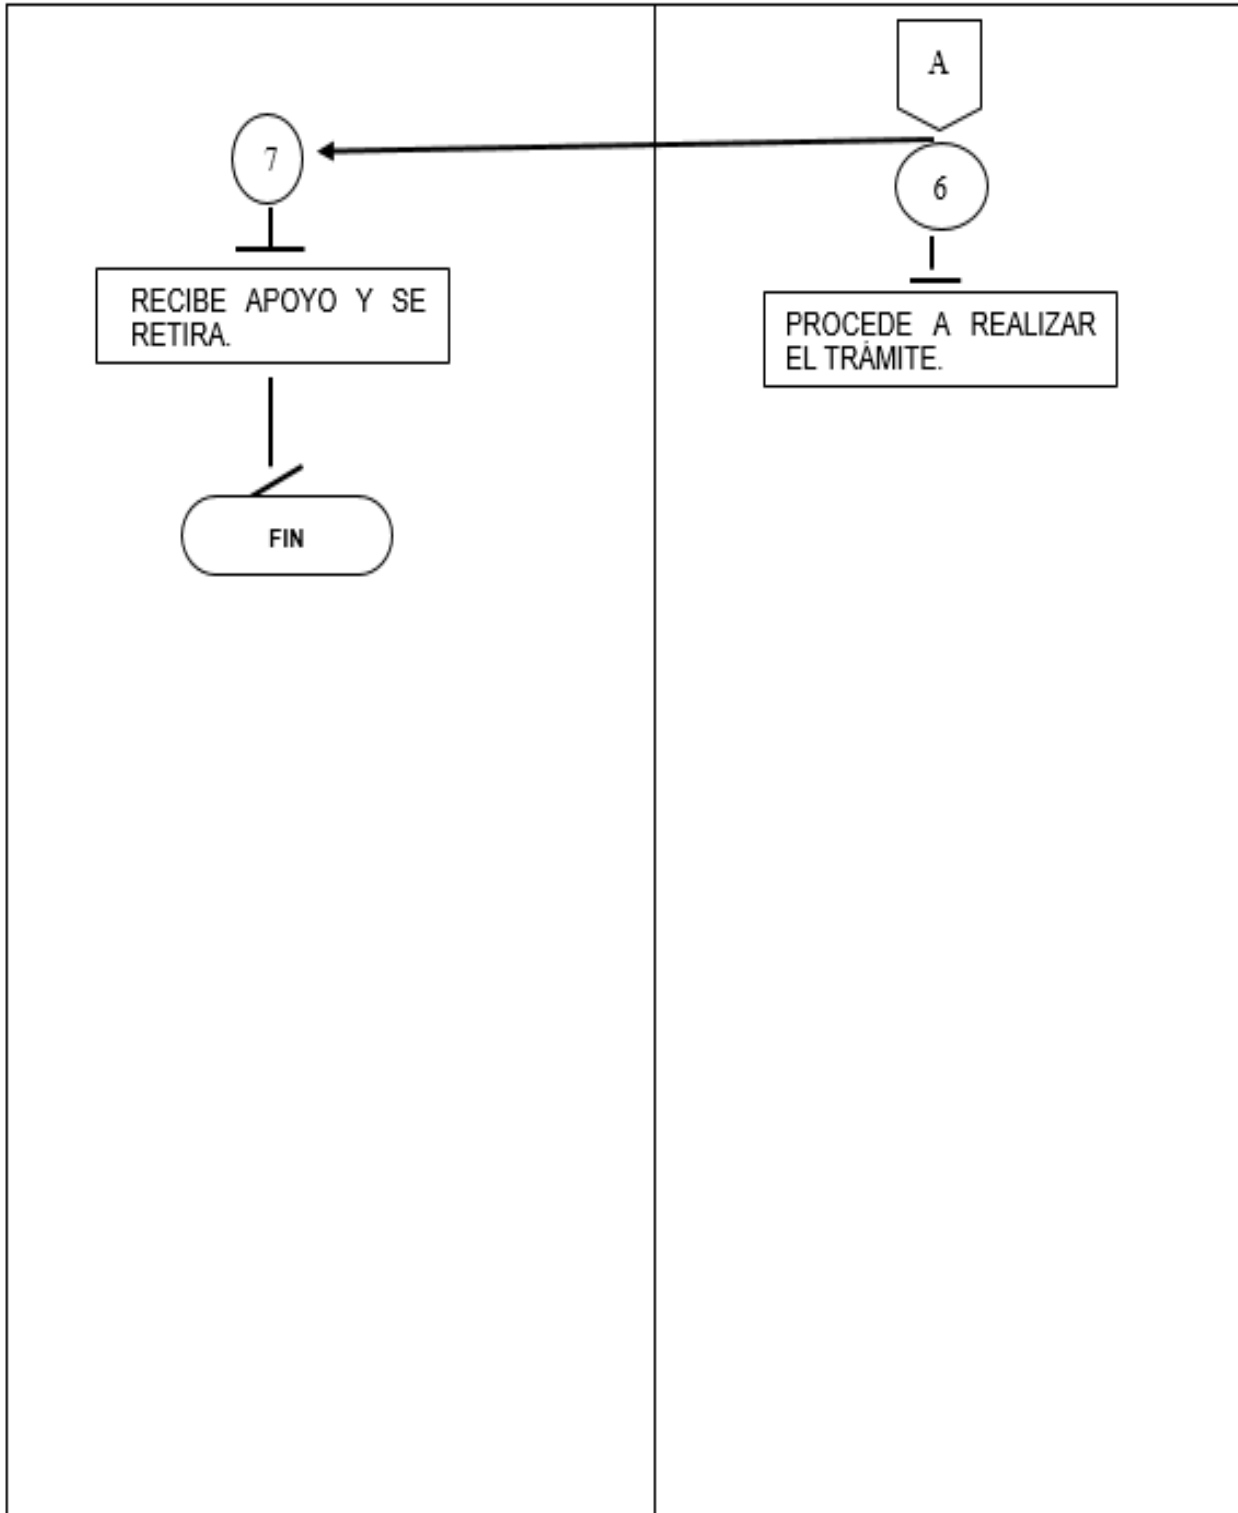 A
7
6
RECIBE APOYO Y SE
RETIRA.
PROCEDE A REALIZAR
EL TRÁMITE.
FIN